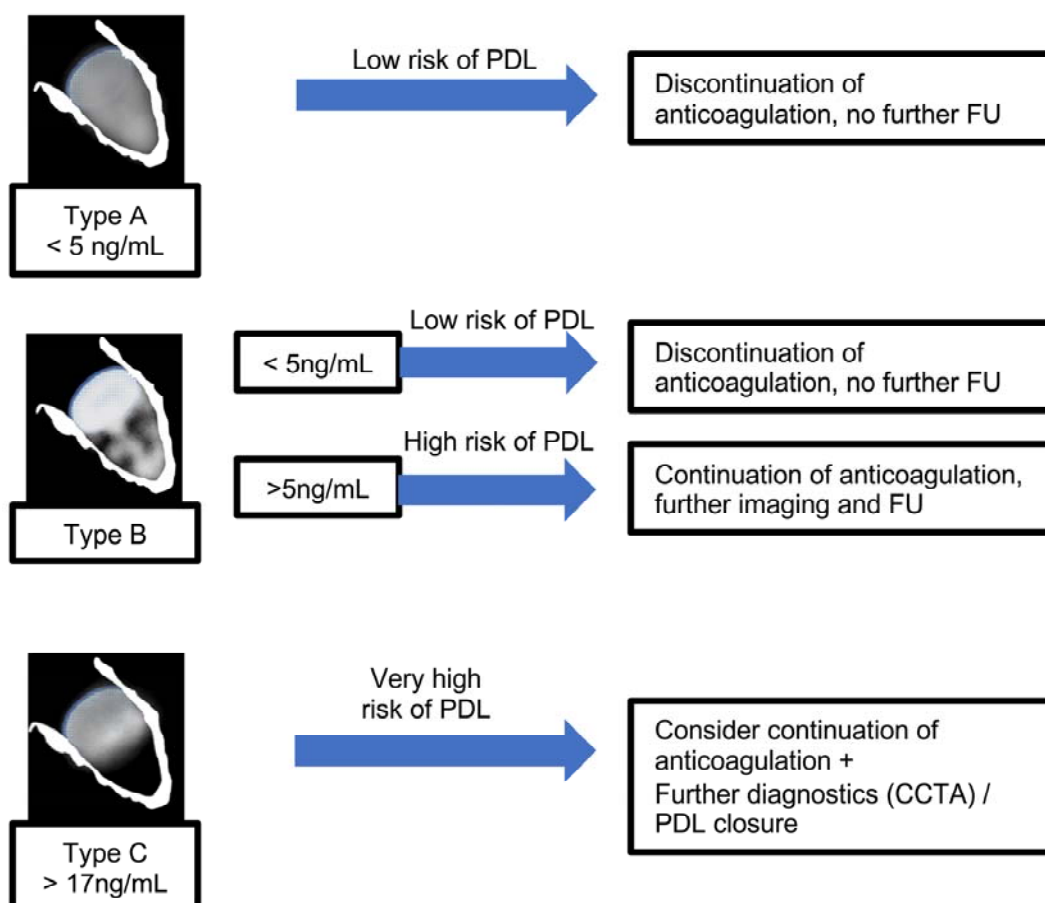 Low risk of PDL
Discontinuation of
anticoagulation, no further FU
Type A
< 5 ng/mL
Low risk of PDL
< 5ng/mL
Discontinuation of
anticoagulation, no further FU
High risk of PDL
>5ng/mL
Continuation of anticoagulation,
further imaging and FU
Type B
Very high
risk of PDL
Consider continuation of
anticoagulation +
Further diagnostics (CCTA) /
PDL closure
Type C
> 17ng/mL